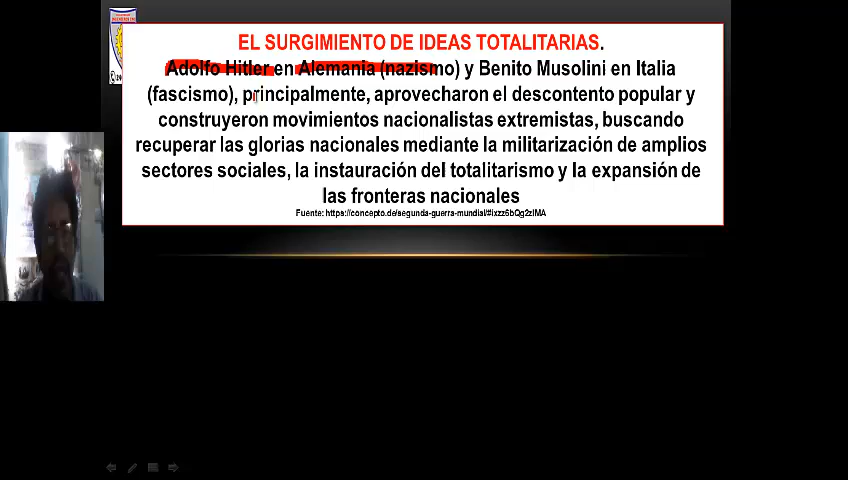 EL SURGIMIENTO DE IDEAS TOTALITARIAS.
Adolfo Hitler en Alemania (nazismo) y Benito Musolini en Italia
(fascismo), principalmente, aprovecharon el descontento popular y
construyeron movimientos nacionalistas extremistas, buscando
recuperar las glorias nacionales mediante la militarización de amplios
sectores sociales, la instauración del totalitarismo y la expansión de
las fronteras nacionales
Fuente: https://concepto.de/segunda-guerra-mundial/#ixzz6bQg2zIMA